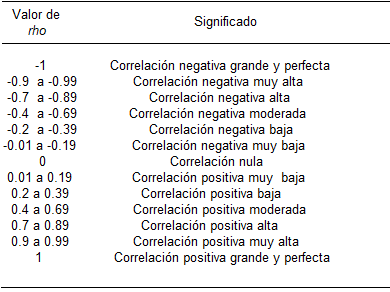 Valor de rho Significado
-1 Correlación negativa grande y perfecta
-0.9 a -0.99 Correlación negativa muy alta
-0.7 a -0.89 Correlación negativa alta
-0.4 a -0.69 Correlación negativa moderada
-0.2 a -0.39 Correlación negativa baja
-0.01 a -0.19 Correlación negativa muy baja
0 Correlación nula
0.01 a 0.19 Correlación positiva muy baja
0.2 a 0.39 Correlación positiva baja
0.4 a 0.69 Correlación positiva moderada
0.7 a 0.89 Correlación positiva alta
0.9 a 0.99 Correlación positiva muy alta
1 Correlación positiva grande y perfecta